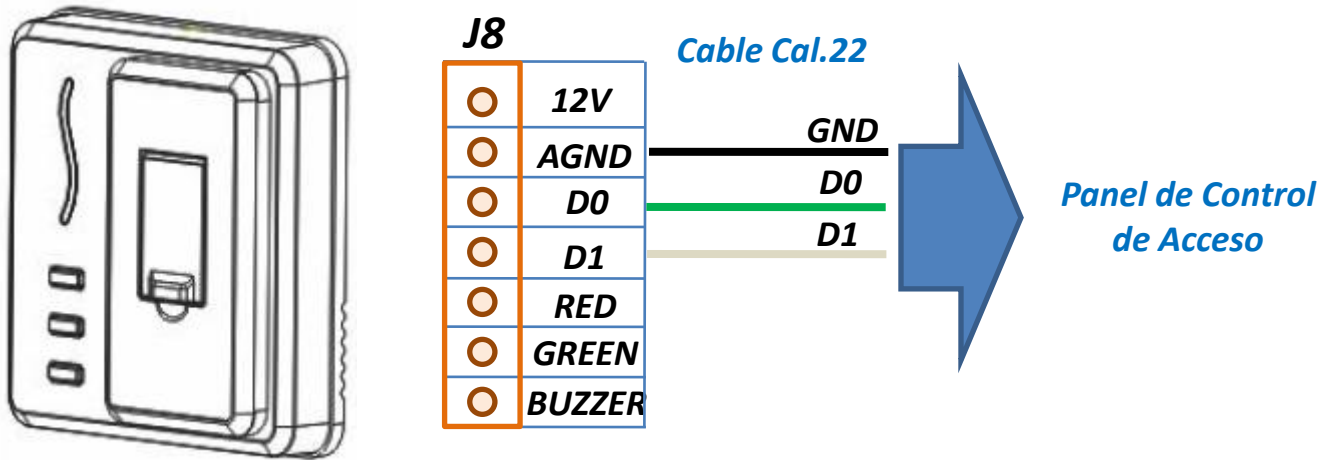 J8
Cable Cal.22
12V
AGND
GND
D0
D0
D1
D1
RED
GREEN
BUZZER
Panel de Control
de Acceso